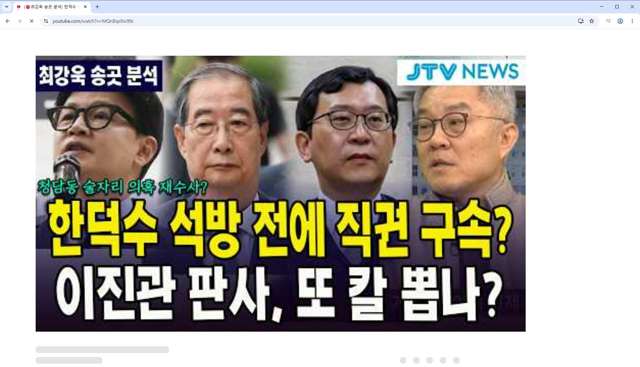 최강욱 송곳 분석
JTV NEWS
청담동 술자리 의혹 재수사?
한덕수 석방 전에 직권 구속?
이진관 판사, 또 칼 뽑나?